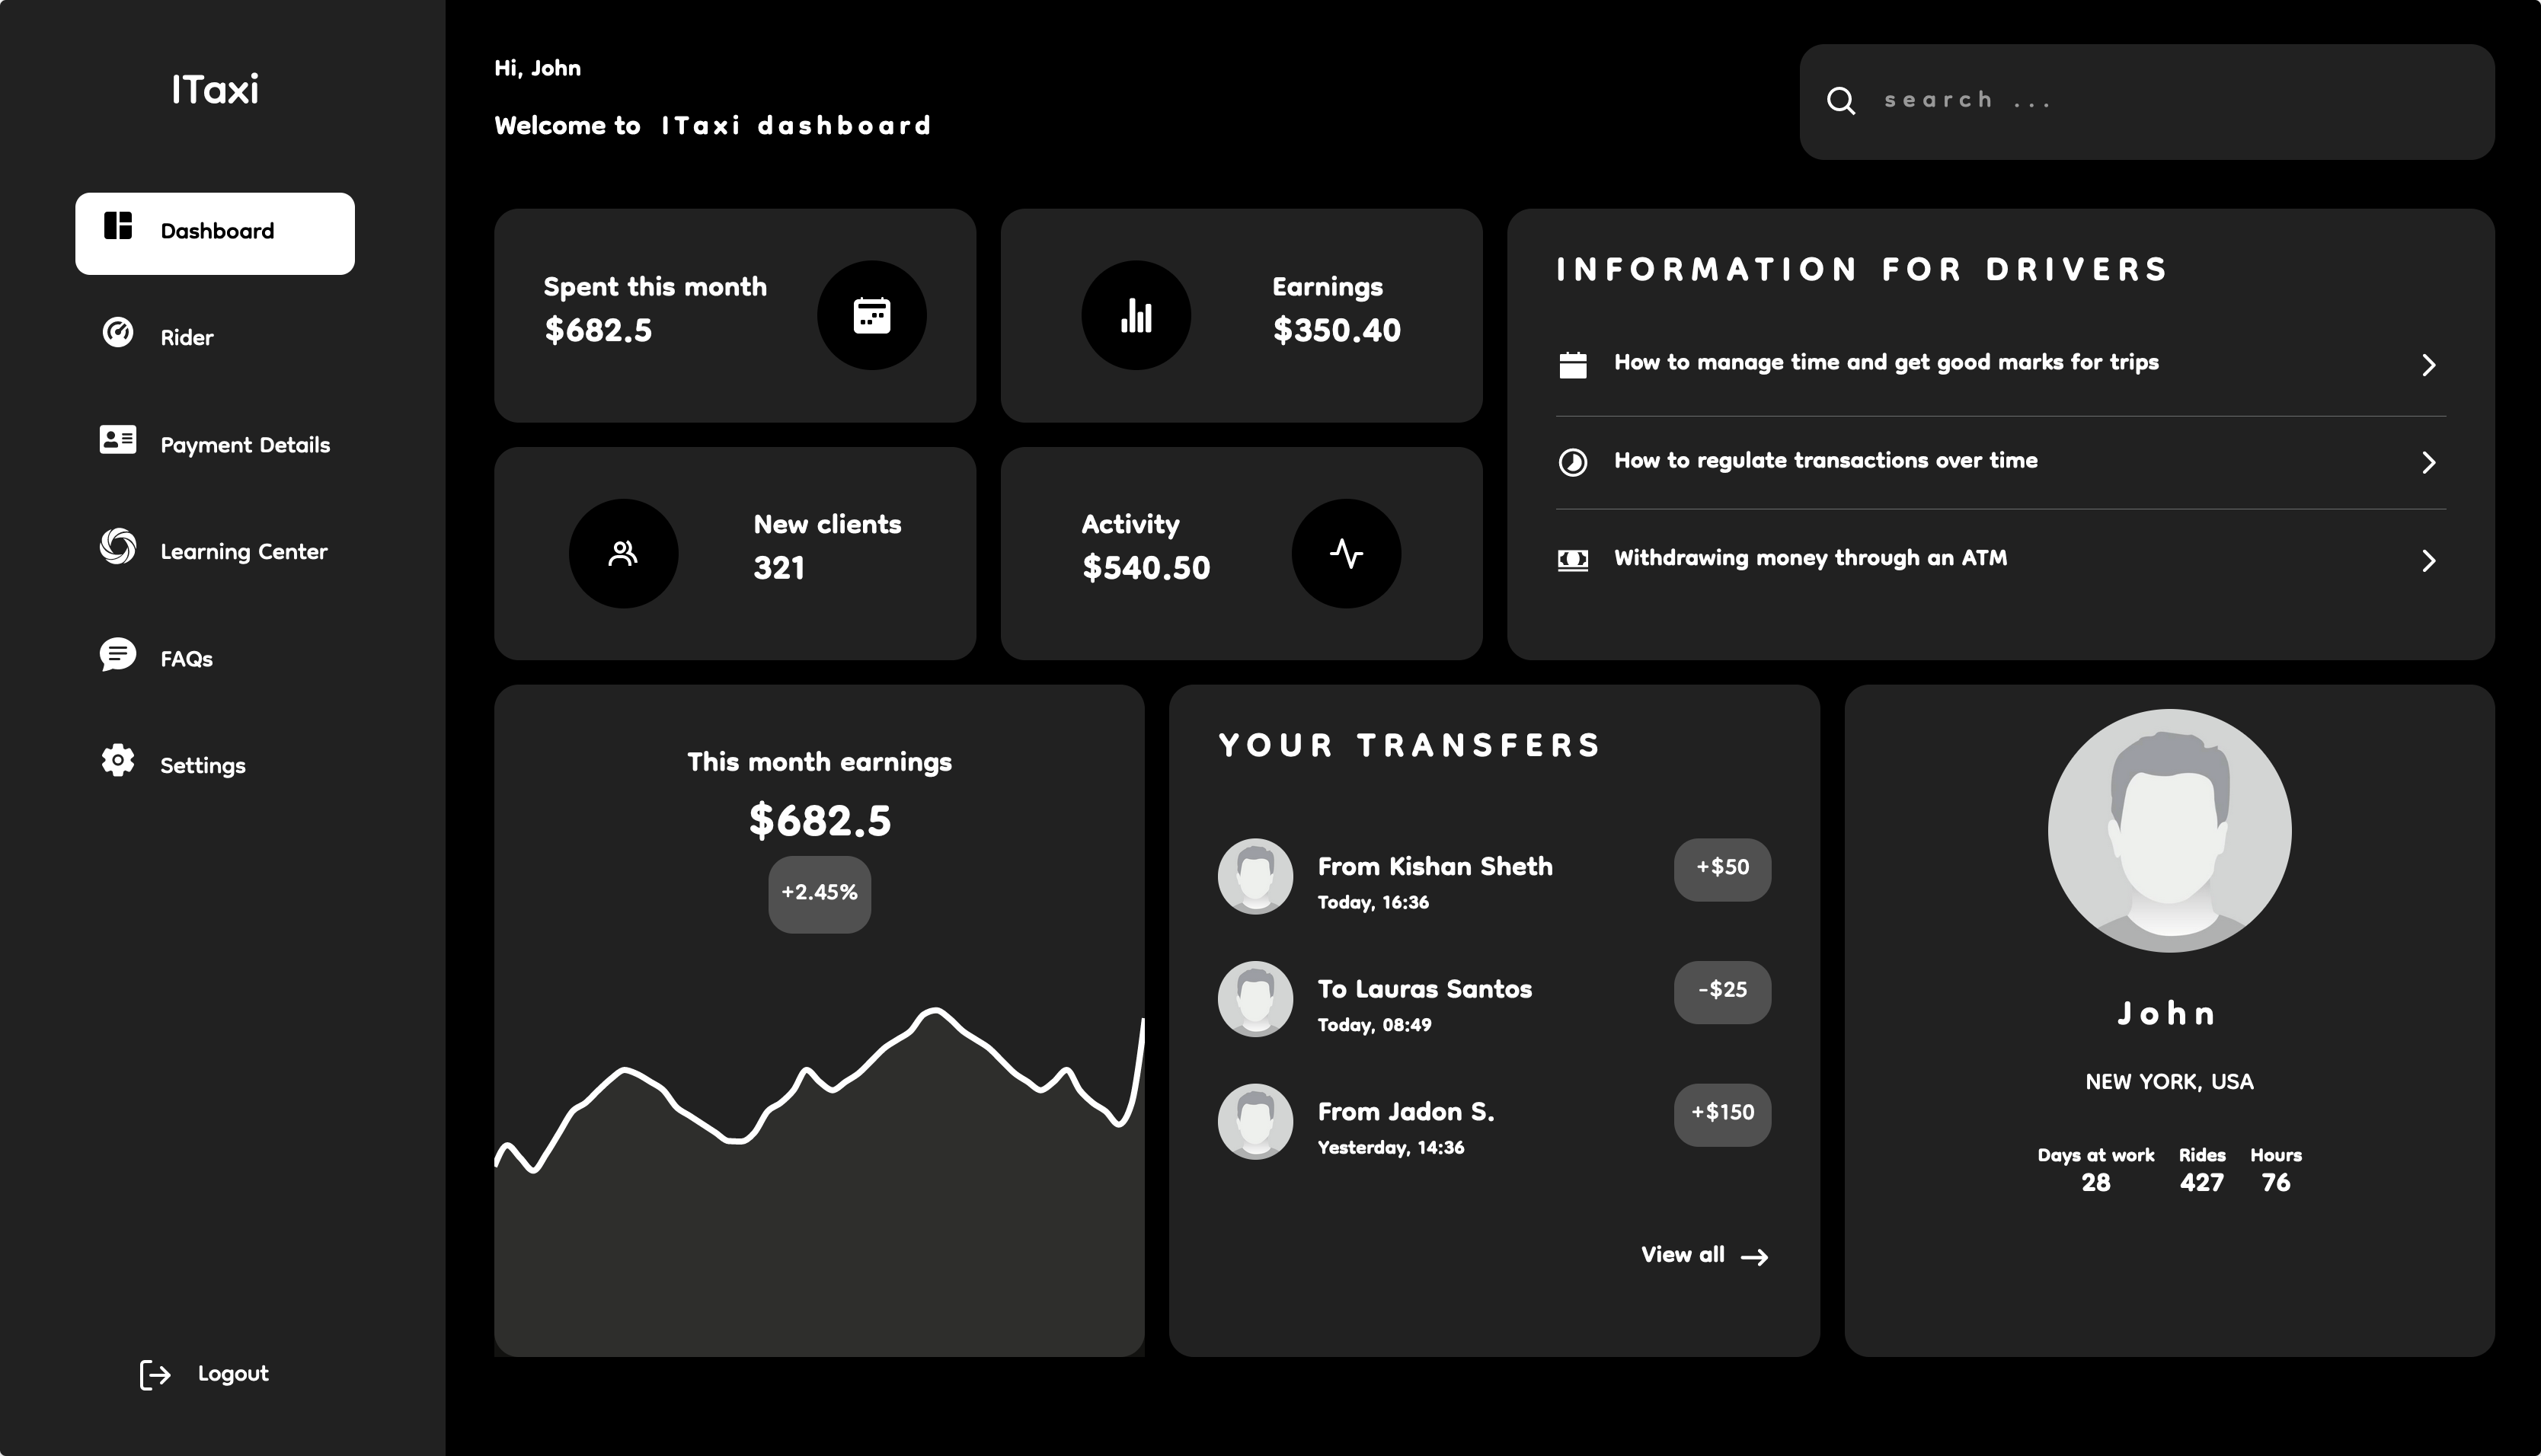 ITaxi
Dashboard
Rider
Payment Details
Learning Center
FAQs
Settings
Logout
Hi, John
Welcome to ITaxi dashboard
search ...
Spent this month
$682.5
Earnings
$350.40
New clients
321
Activity
$540.50
INFORMATION FOR DRIVERS
How to manage time and get good marks for trips
How to regulate transactions over time
Withdrawing money through an ATM
This month earnings
$682.5
+2.45%
YOUR TRANSFERS
From Kishan Sheth
+$50
Today, 16:36
To Lauras Santos
-$25
Today, 08:49
From Jadon S.
+$150
Yesterday, 14:36
View all
John
NEW YORK, USA
Days at work Rides Hours
28 427 76